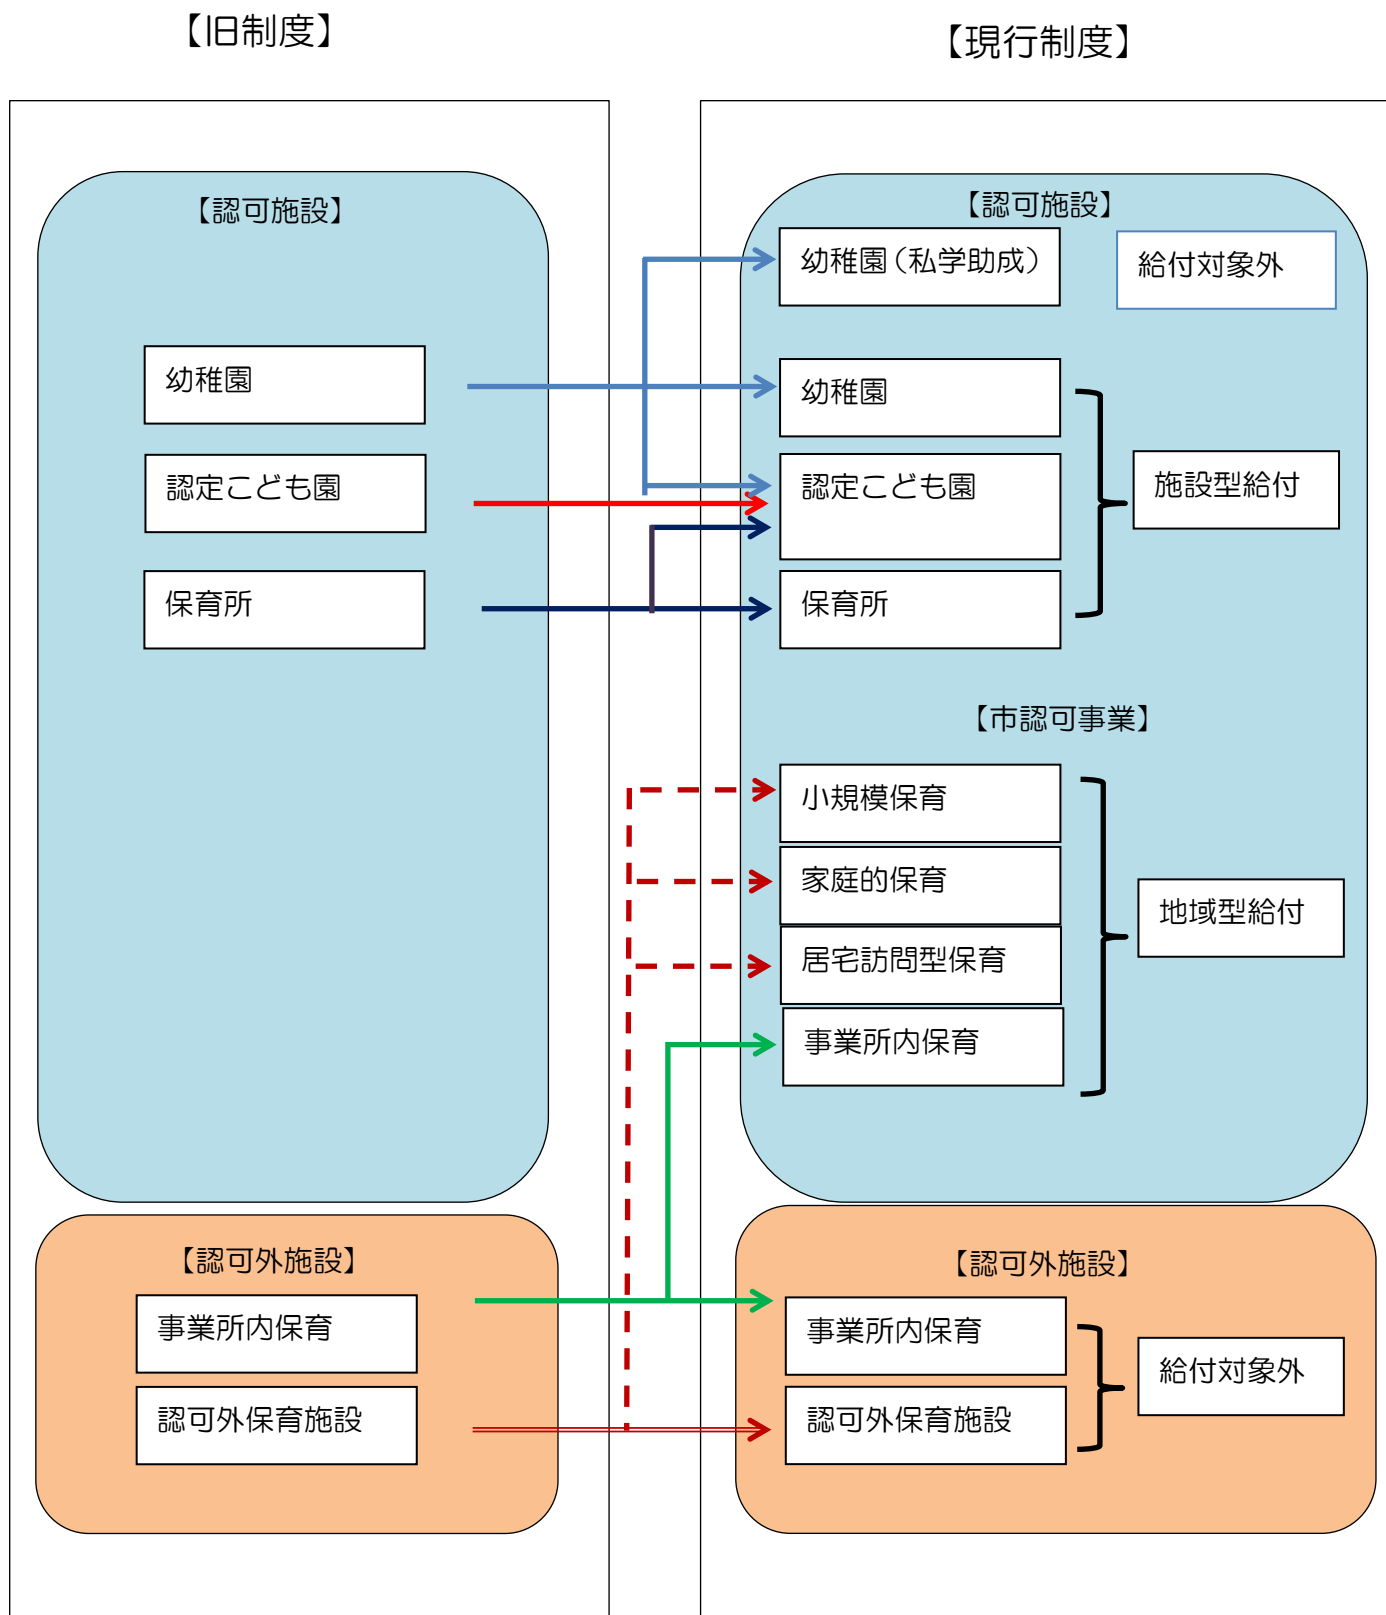 【旧制度】
【認可施設】
幼稚園
認定こども園
保育所
【認可外施設】
事業所内保育
認可外保育施設
【現行制度】
【認可施設】
幼稚園（私学助成）
給付対象外
幼稚園
認定こども園
保育所
施設型給付
【市認可事業】
小規模保育
家庭的保育
居宅訪問型保育
事業所内保育
地域型給付
【認可外施設】
事業所内保育
認可外保育施設
給付対象外